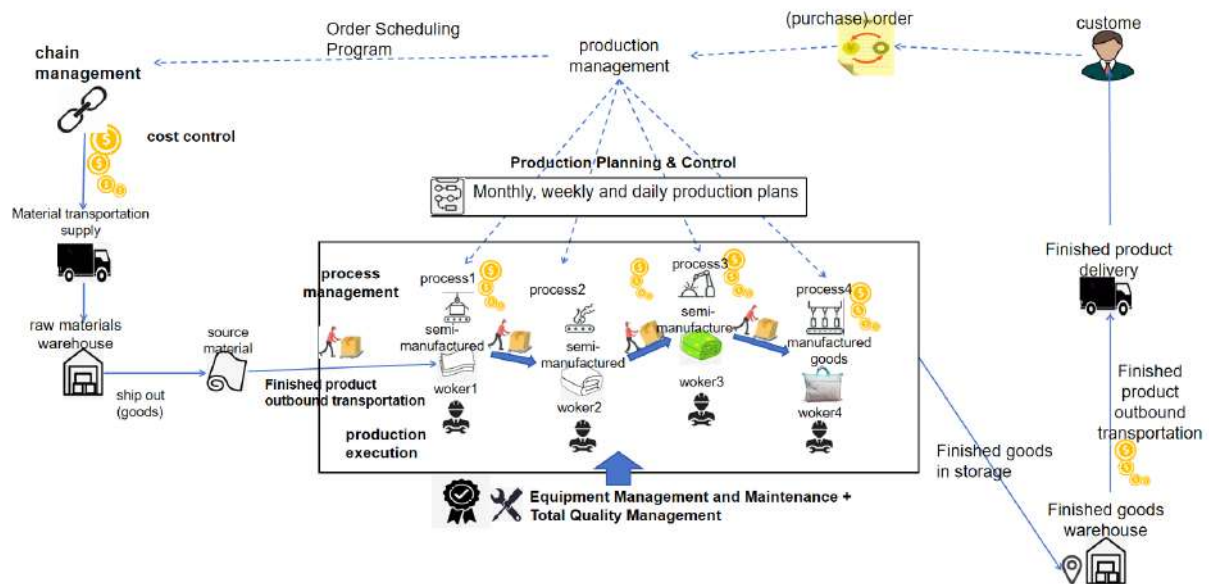 (purchase) order
custome
Order Scheduling
Program
production
management
chain
management
cost control
Production Planning & Control
Monthly, weekly and daily production plans
Material transportation
supply
Finished product
delivery
process
management
process1
process2
process3
process4
raw materials
warehouse
source
material
semi-
manufactured
semi-
manufactured
semi-
manufacture
manufactured
goods
ship out
(goods)
Finished product
outbound transportation
woker1
woker2
woker3
woker4
production
execution
Finished
product
outbound
transportation
Finished goods
in storage
Equipment Management and Maintenance +
Total Quality Management
Finished goods
warehouse